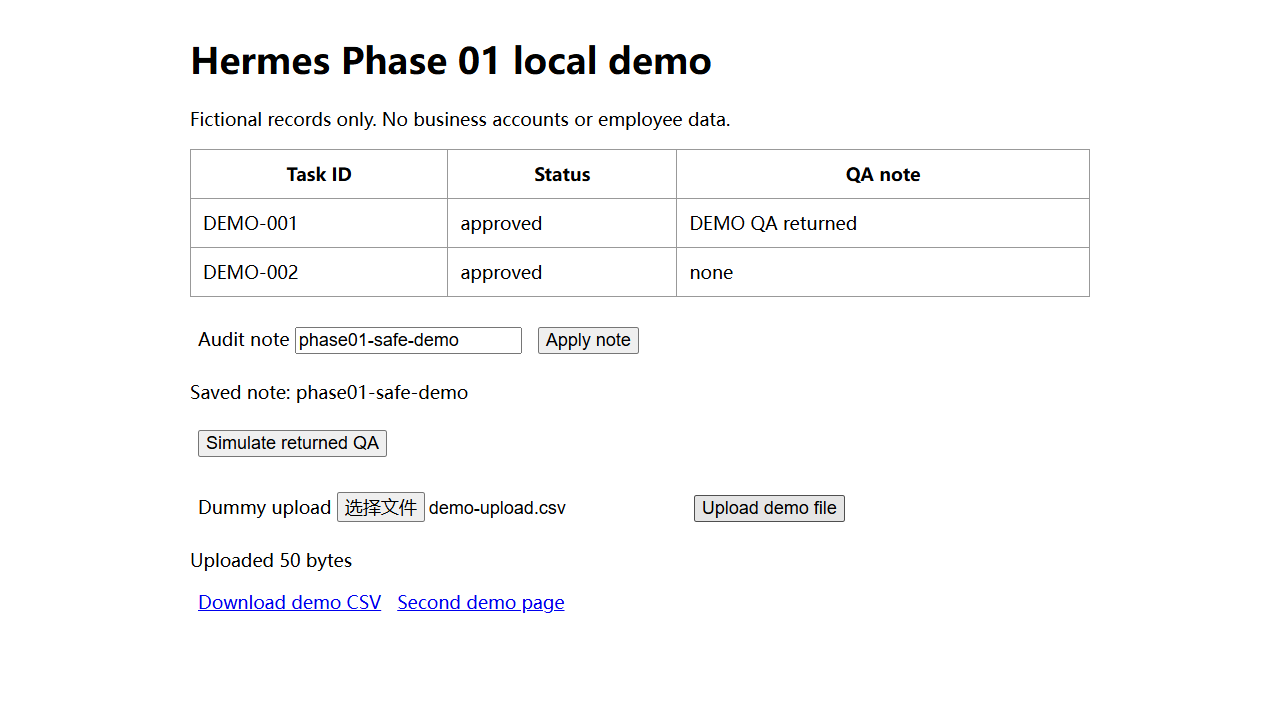 Hermes Phase 01 local demo
Fictional records only. No business accounts or employee data.
Task ID Status QA note
DEMO-001 approved DEMO QA returned
DEMO-002 approved none
Audit note phase01-safe-demo Apply note
Saved note: phase01-safe-demo
Simulate returned QA
Dummy upload 选择文件 demo-upload.csv Upload demo file
Uploaded 50 bytes
Download demo CSV Second demo page